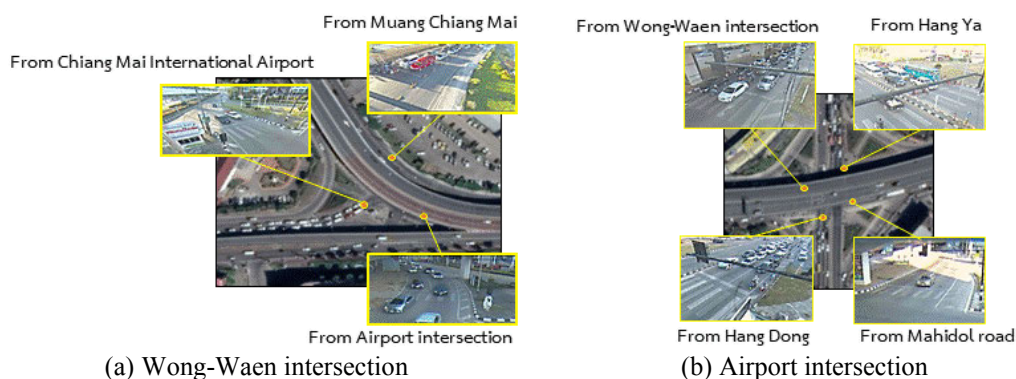 From Muang Chiang Mai
From Chiang Mai International Airport
From Airport intersection
(a) Wong-Waen intersection
From Wong-Waen intersection
From Hang Ya
From Hang Dong
From Mahidol road
(b) Airport intersection